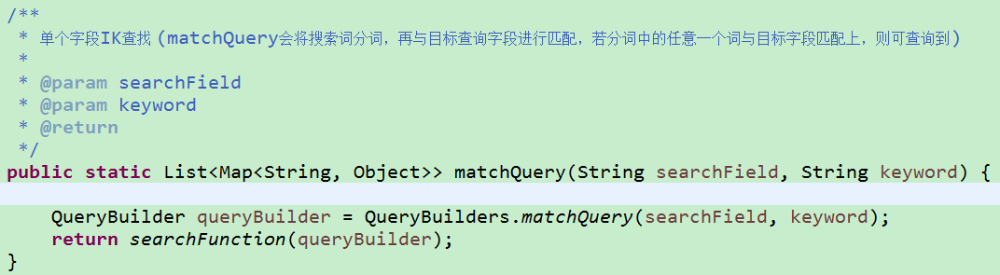 /**
 * 单个字段IK查找 (matchQuery会将搜索词分词，再与目标查询字段进行匹配，若分词中的任意一个词与目标字段匹配上，则可查询到)
 *
 * @param searchField
 * @param keyword
 * @return
 */
public static List<Map<String, Object>> matchQuery(String searchField, String keyword) {
    QueryBuilder queryBuilder = QueryBuilders.matchQuery(searchField, keyword);
    return searchFunction(queryBuilder);
}